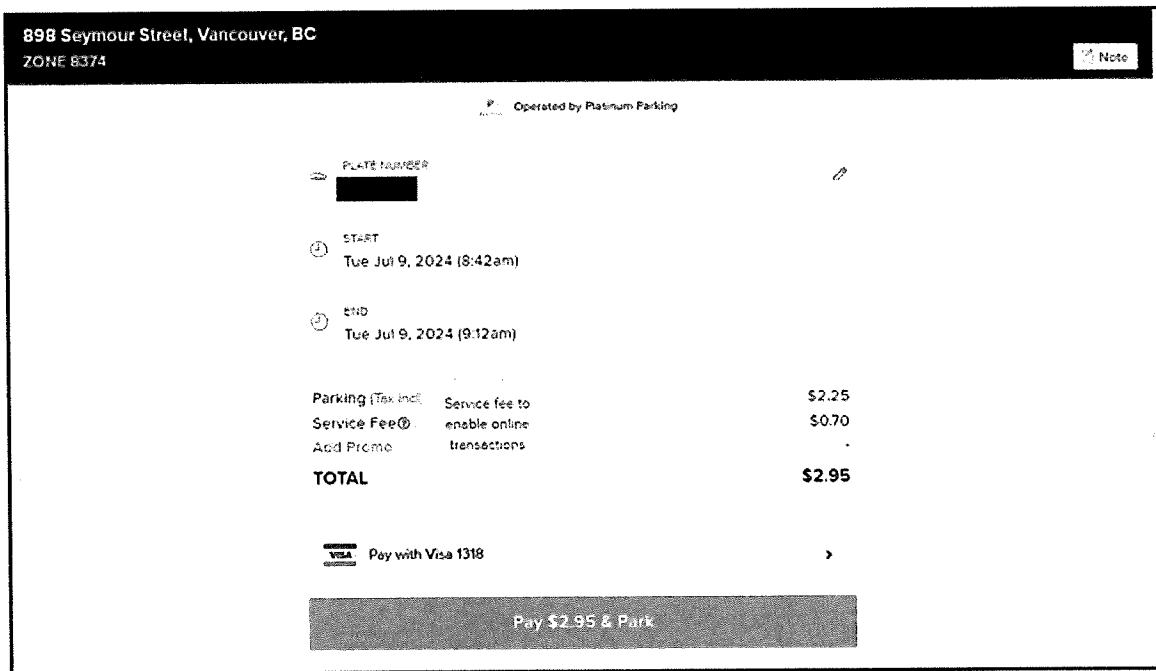 898 Seymour Street, Vancouver, BC
ZONE 8374
Note
Operated by Platinum Parking
PLATE NUMBER
START
Tue Jul 9, 2024 (8:42am)
END
Tue Jul 9, 2024 (9:12am)
Parking (Tax incl. $2.25
Service Fee $0.70
Service fee to
enable online
transactions
Add Promo -
TOTAL $2.95
VISA Pay with Visa 1318
Pay $2.95 & Park